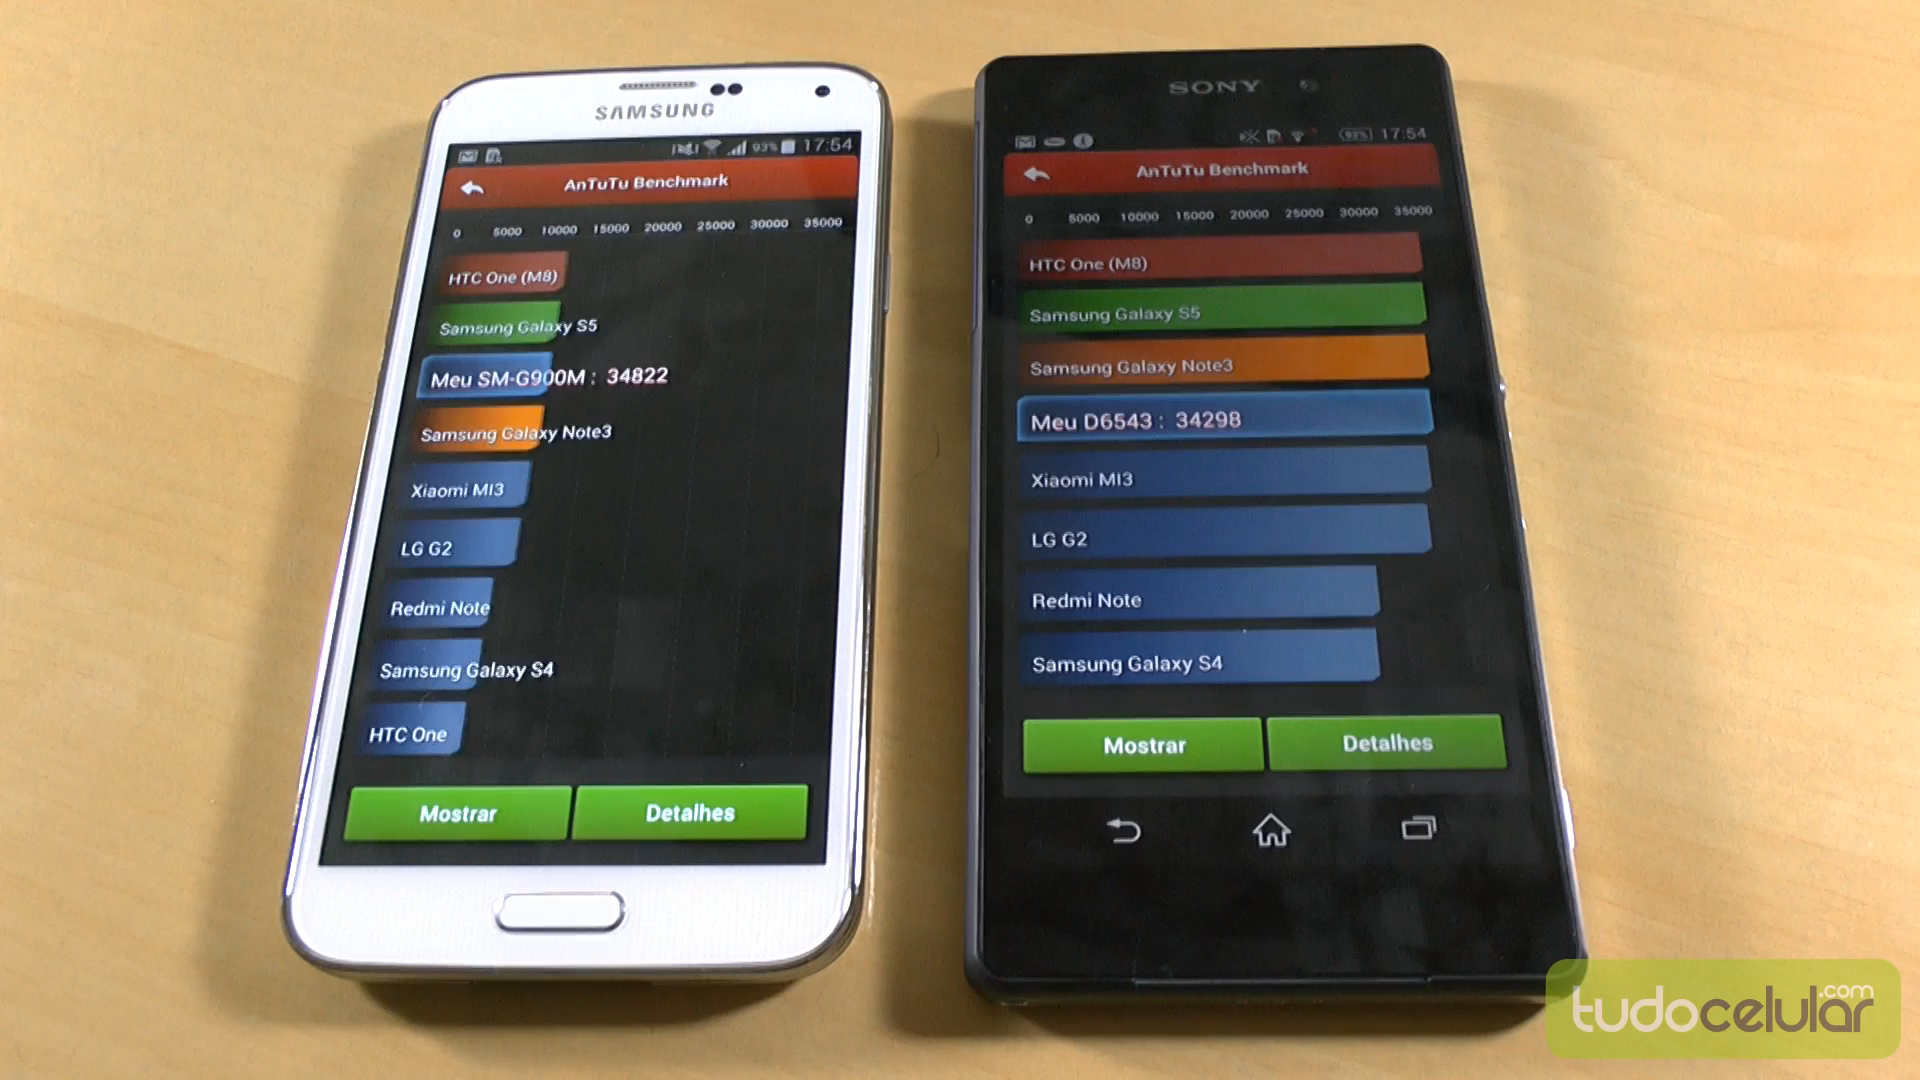 SAMSUNG
93% 17:54
AnTuTu Benchmark
0 5000 10000 15000 20000 25000 30000 35000
HTC One (M8)
Samsung Galaxy S5
Meu SM-G900M : 34822
Samsung Galaxy Note3
Xiaomi MI3
LG G2
Redmi Note
Samsung Galaxy S4
HTC One
Mostrar Detalhes
SONY
93% 17:54
AnTuTu Benchmark
0 5000 10000 15000 20000 25000 30000 35000
HTC One (M8)
Samsung Galaxy S5
Samsung Galaxy Note3
Meu D6543 : 34298
Xiaomi MI3
LG G2
Redmi Note
Samsung Galaxy S4
Mostrar Detalhes
tudocelular.com